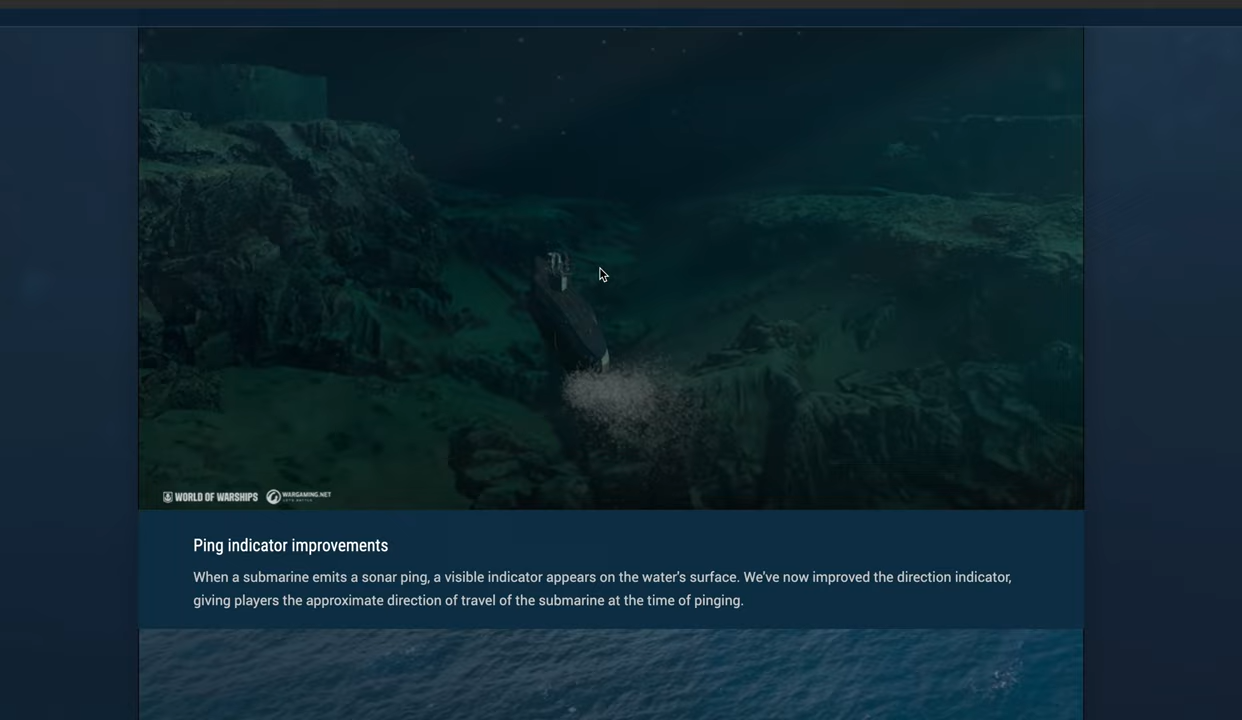 WORLD OF WARSHIPS WARGAMING.NET
LET'S BATTLE
Ping indicator improvements
When a submarine emits a sonar ping, a visible indicator appears on the water's surface. We've now improved the direction indicator,
giving players the approximate direction of travel of the submarine at the time of pinging.